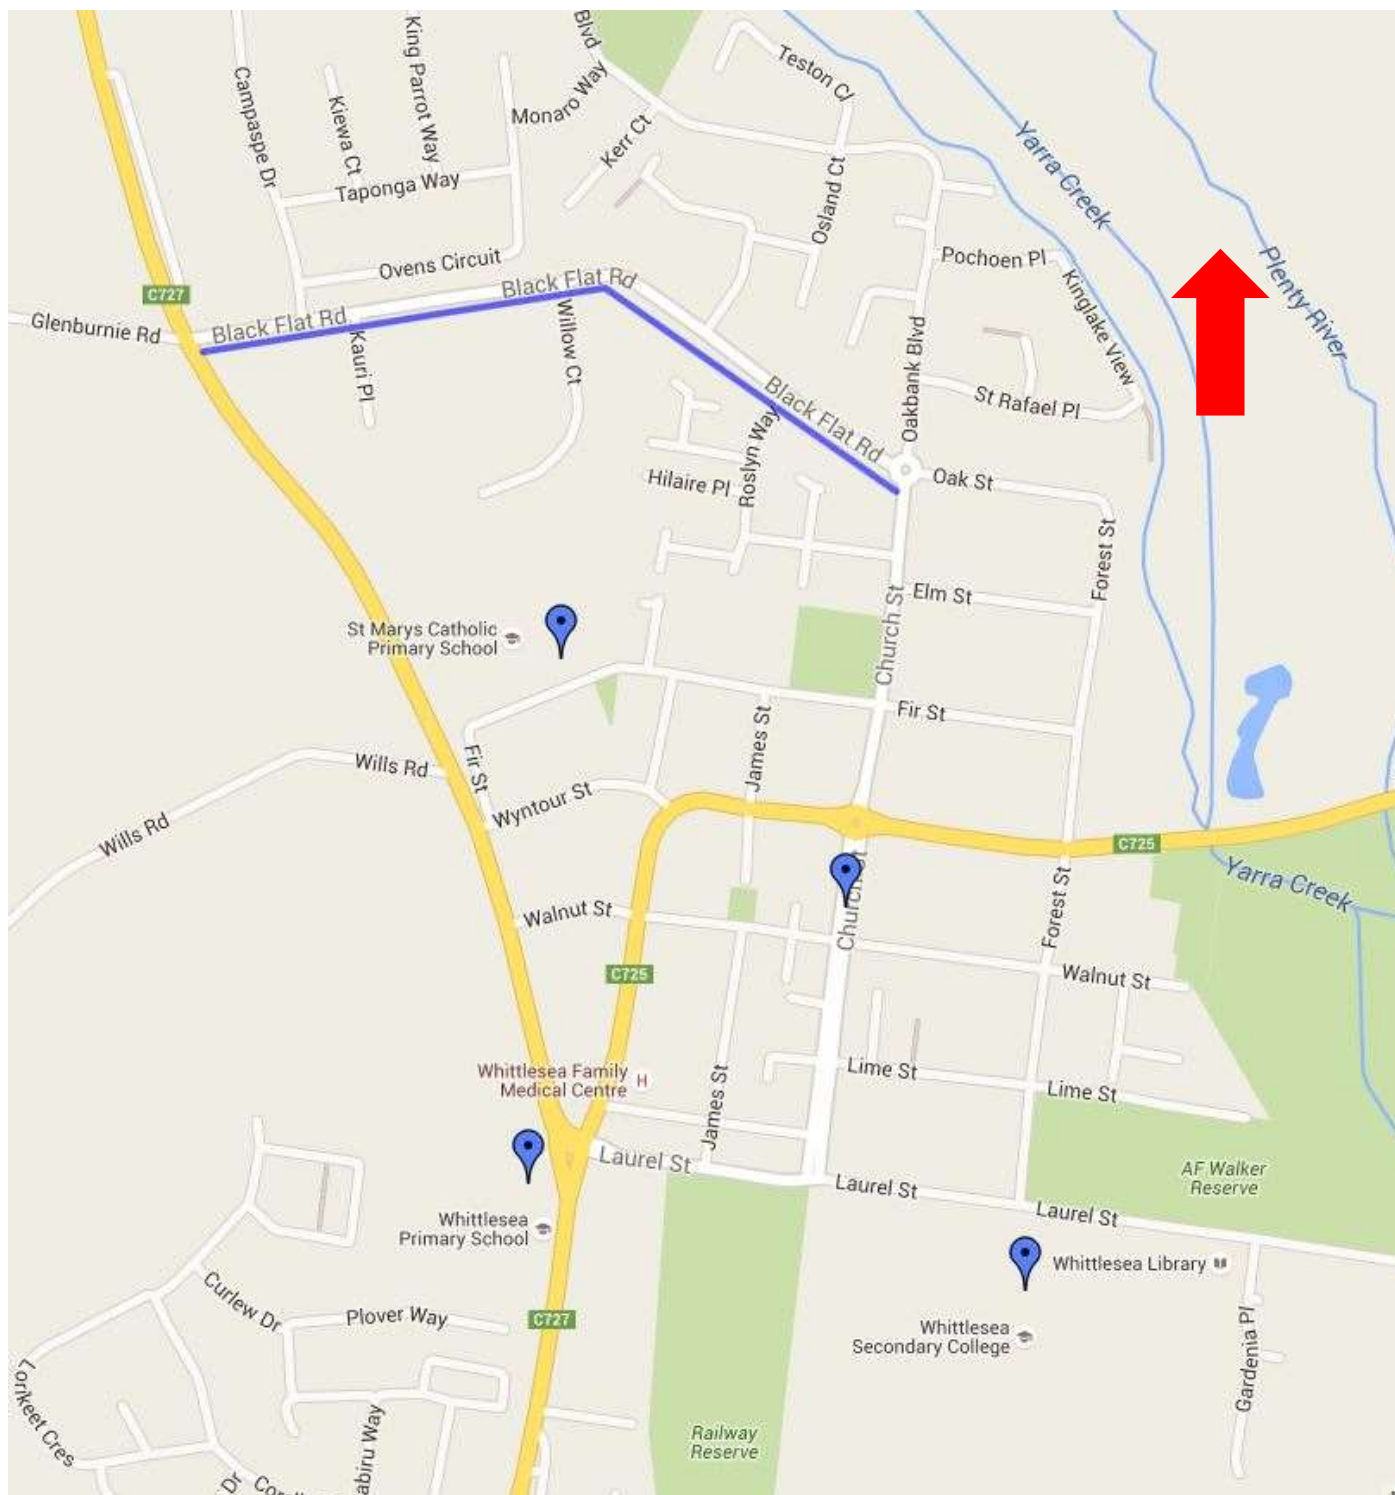 Blvd
King Parrot Way
Campaspe Dr
Kiewa Ct
Monaro Way
Kerr Ct
Teston Cl
Yarra Creek
Taponga Way
Osland Ct
Ovens Circuit
Pochoen Pl
Plenty River
Black Flat Rd
Kinglake View
C727
Glenburnie Rd
Black Flat Rd
Kauri Pl
Willow Ct
Oakbank Blvd
St Rafael Pl
Black Flat Rd
Roslyn Way
Hilaire Pl
Oak St
Forest St
Elm St
Church St
St Marys Catholic
Primary School
Fir St
James St
Fir St
Wills Rd
Wyntour St
Wills Rd
C725
Yarra Creek
Church St
Forest St
Walnut St
C725
Walnut St
Whittlesea Family
Medical Centre
H
Lime St
Lime St
James St
Laurel St
AF Walker
Reserve
Laurel St
Laurel St
Whittlesea
Primary School
Whittlesea Library
Curlew Dr
Plover Way
C727
Whittlesea
Secondary College
Gardenia Pl
Lorikeet Cres
abiru Way
Railway
Reserve
Dr